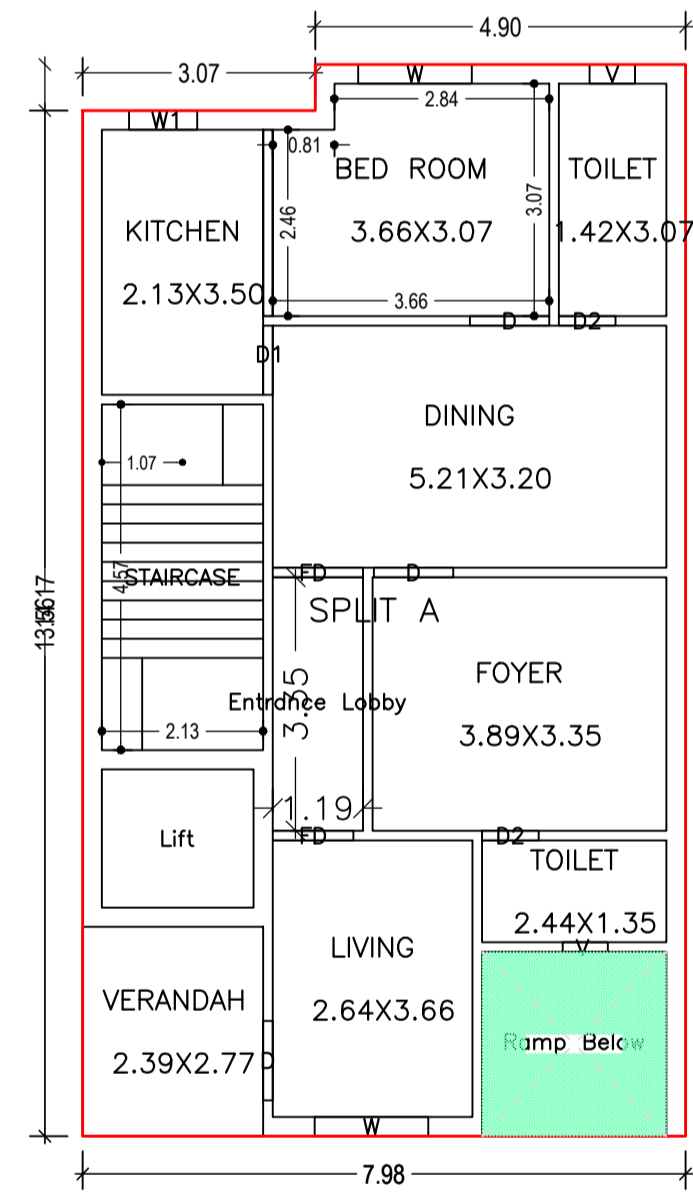 4.90
3.07
W
V
W1
2.84
0.81
BED ROOM
TOILET
2.46
3.07
KITCHEN
3.66X3.07
1.42X3.07
2.13X3.50
3.66
D
D2
D1
DINING
5.21X3.20
1.07
4.57
STAIRCASE
FD
D
SPLIT A
FOYER
3.35
Entrance Lobby
3.89X3.35
2.13
1.19
Lift
FD
D2
TOILET
2.44X1.35
LIVING
V
VERANDAH
2.64X3.66
Ramp Below
2.39X2.77
D
W
7.98